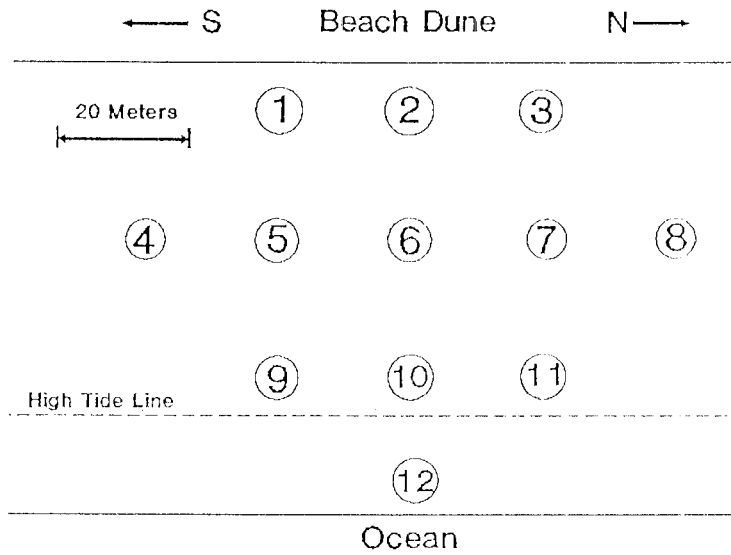 S Beach Dune N
20 Meters
1 2 3
4 5 6 7 8
9 10 11
High Tide Line
12
Ocean